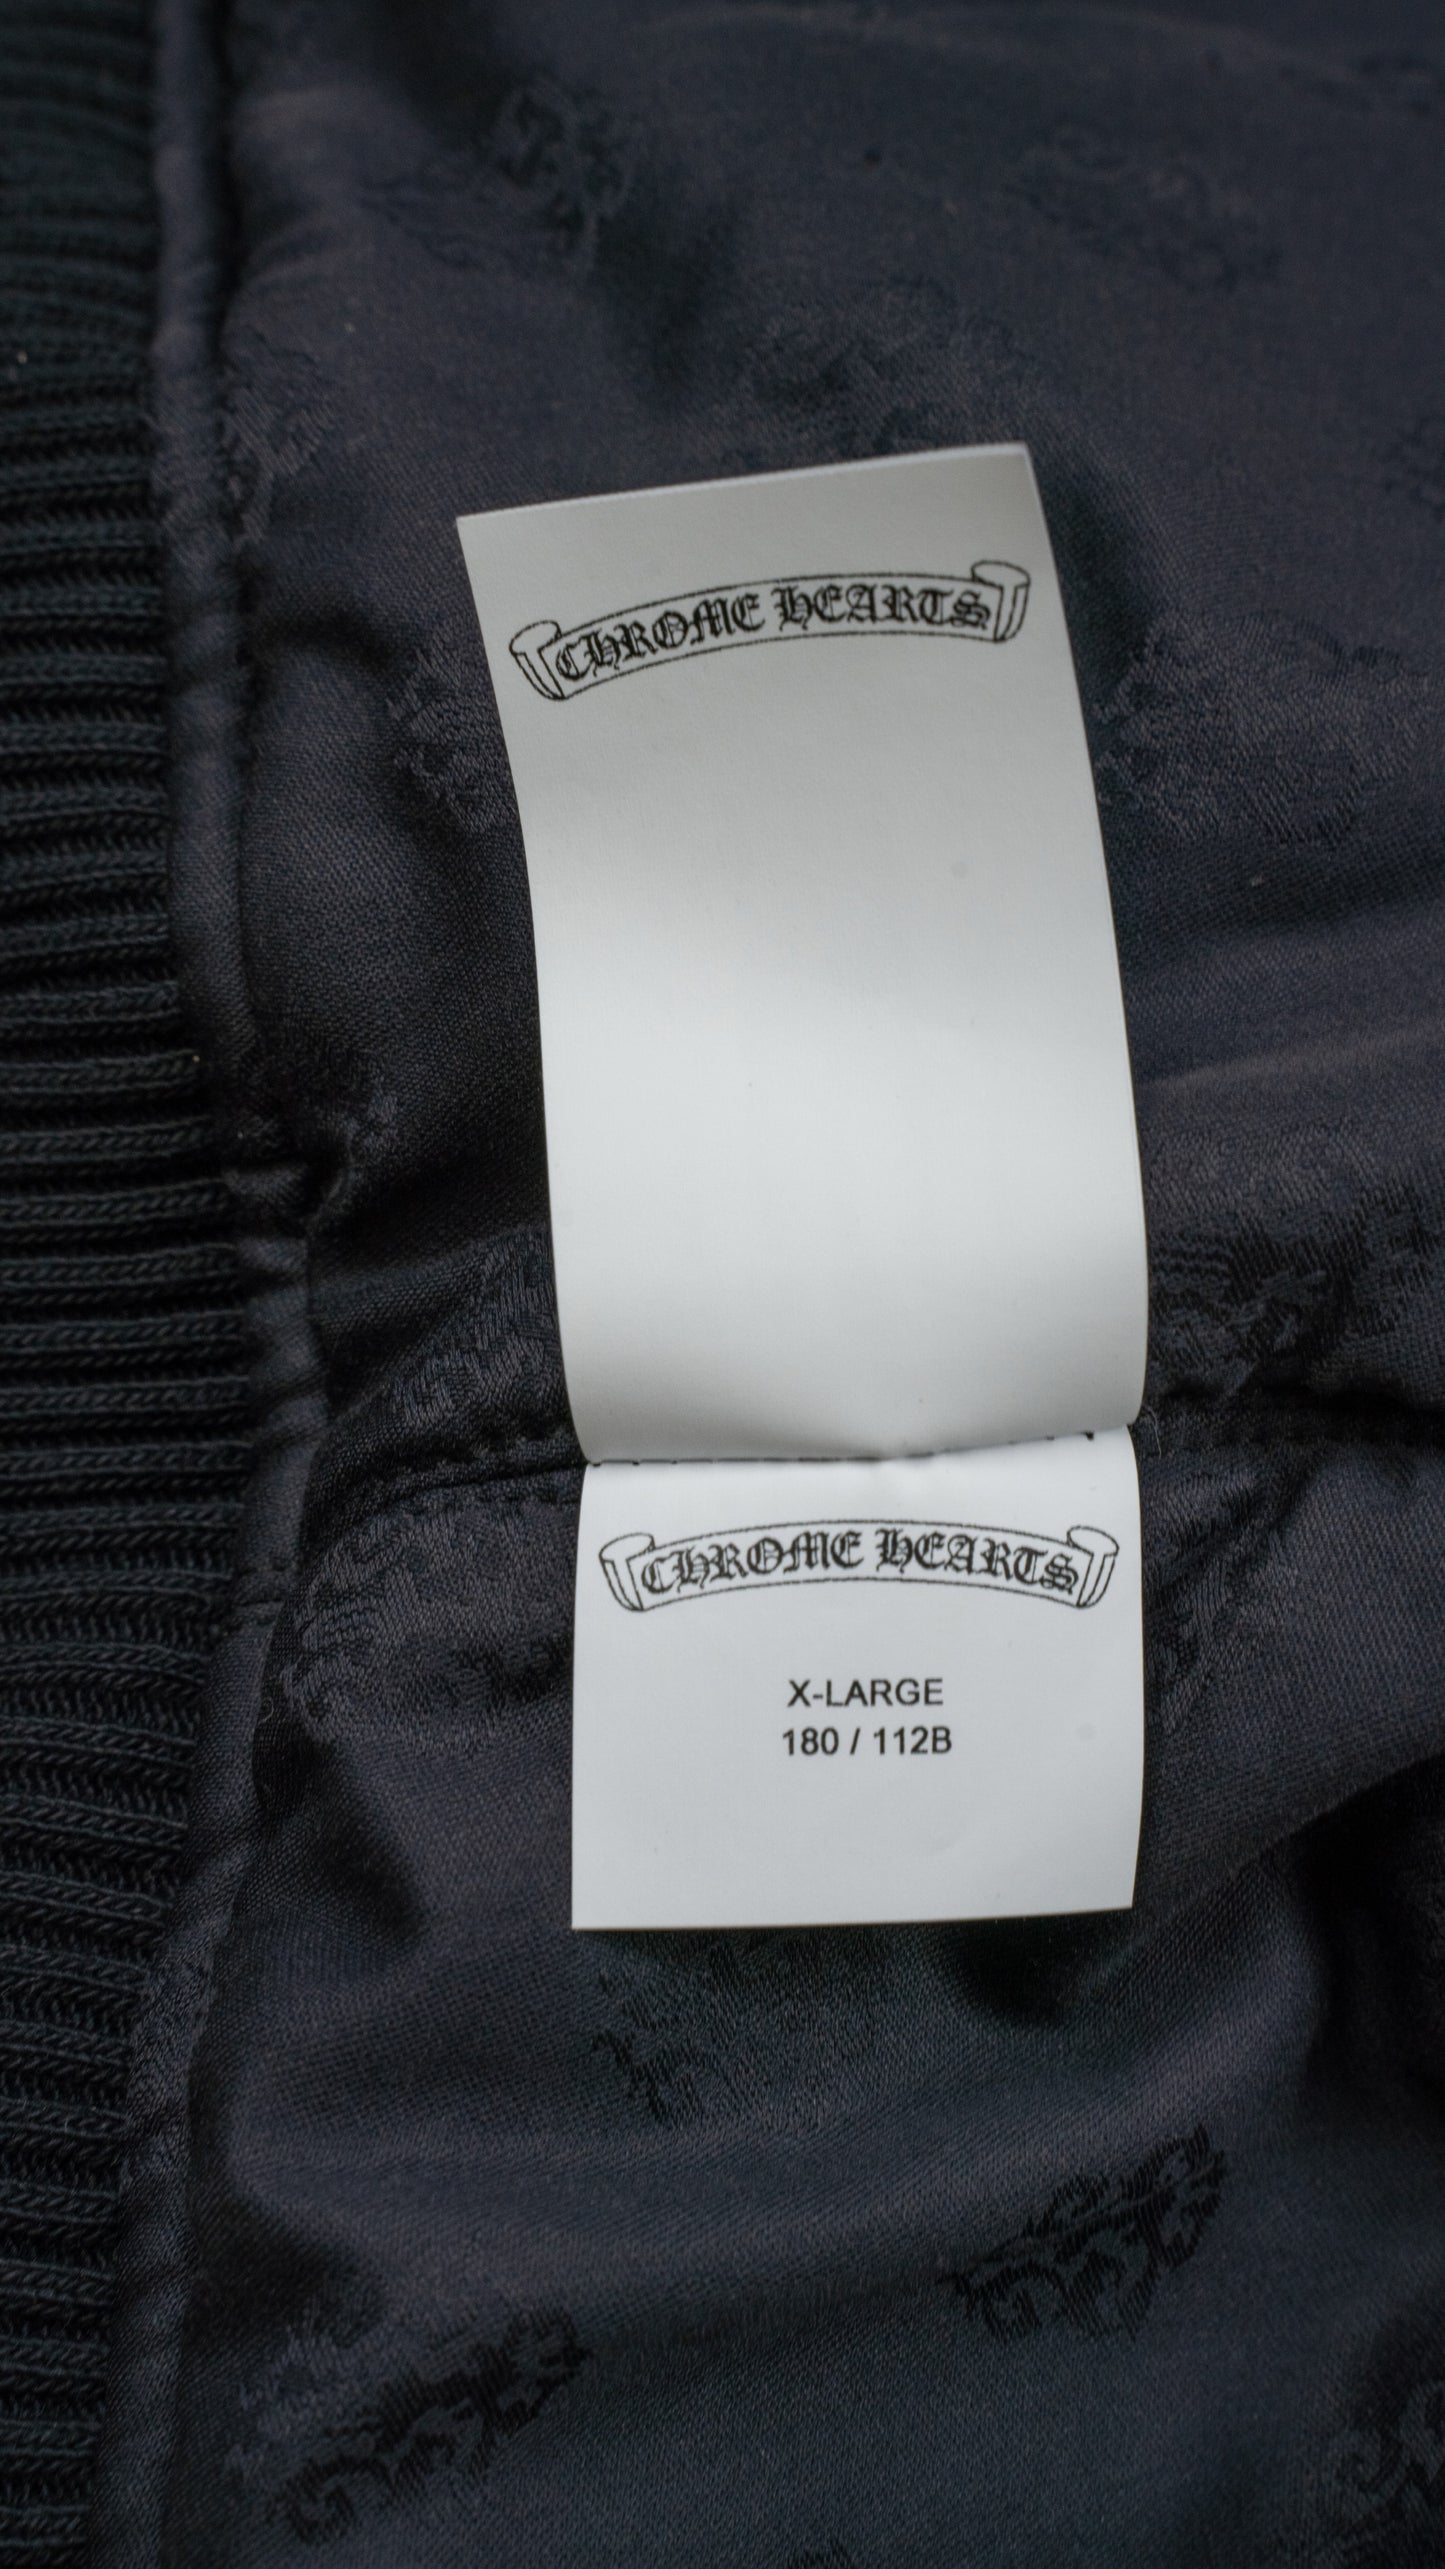 CHROME HEARTS
CHROME HEARTS
X-LARGE
180 / 112B